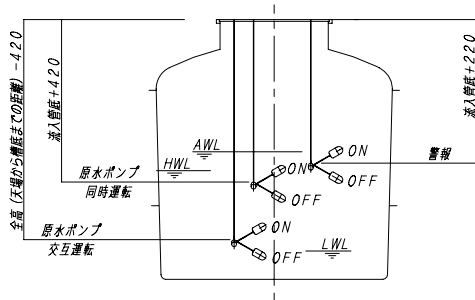 全高(天場から槽底までの距離)-420
流入管底+420
流入管底+220
AWL
HWL
ON
ON
警報
OFF
原水ポンプ
同時運転
OFF
原水ポンプ
交互運転
ON
OFF
LWL